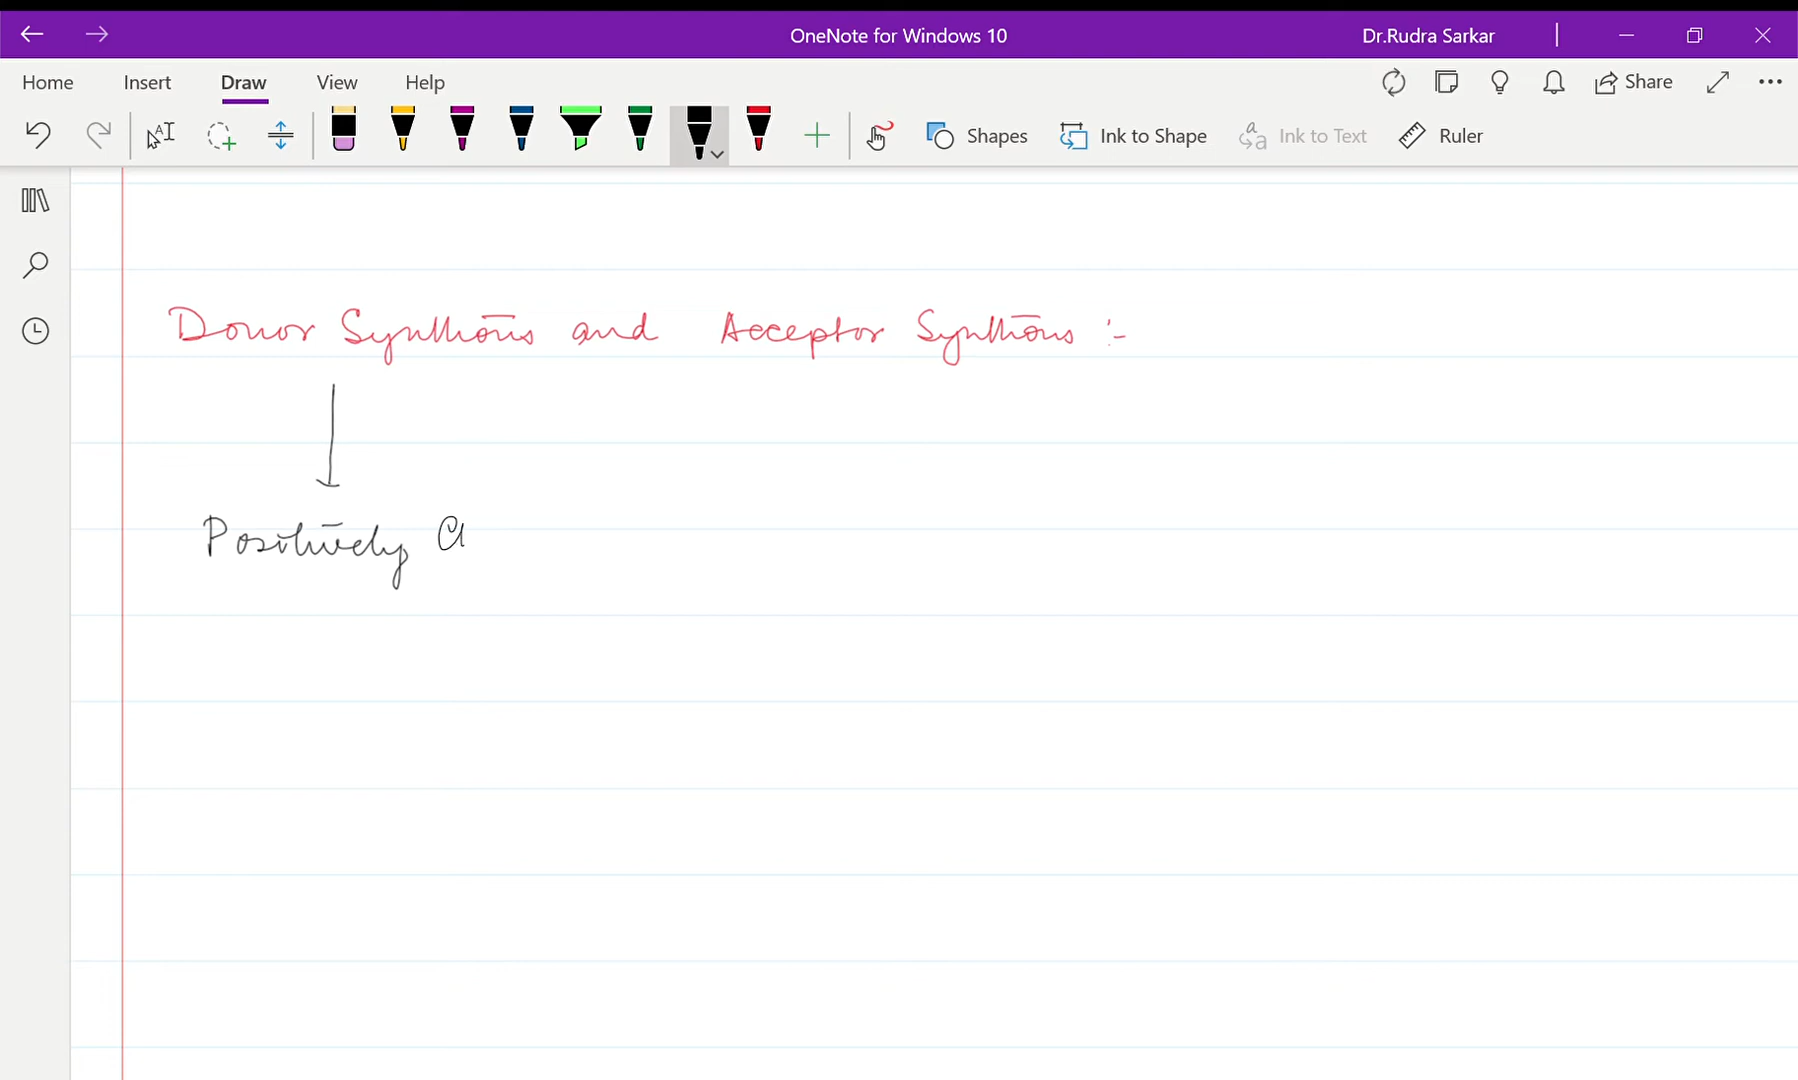 OneNote for Windows 10
Dr.Rudra Sarkar
Home Insert Draw View Help
Share
Shapes Ink to Shape Ink to Text Ruler
Donor Synthons and Acceptor Synthons :-
Positively